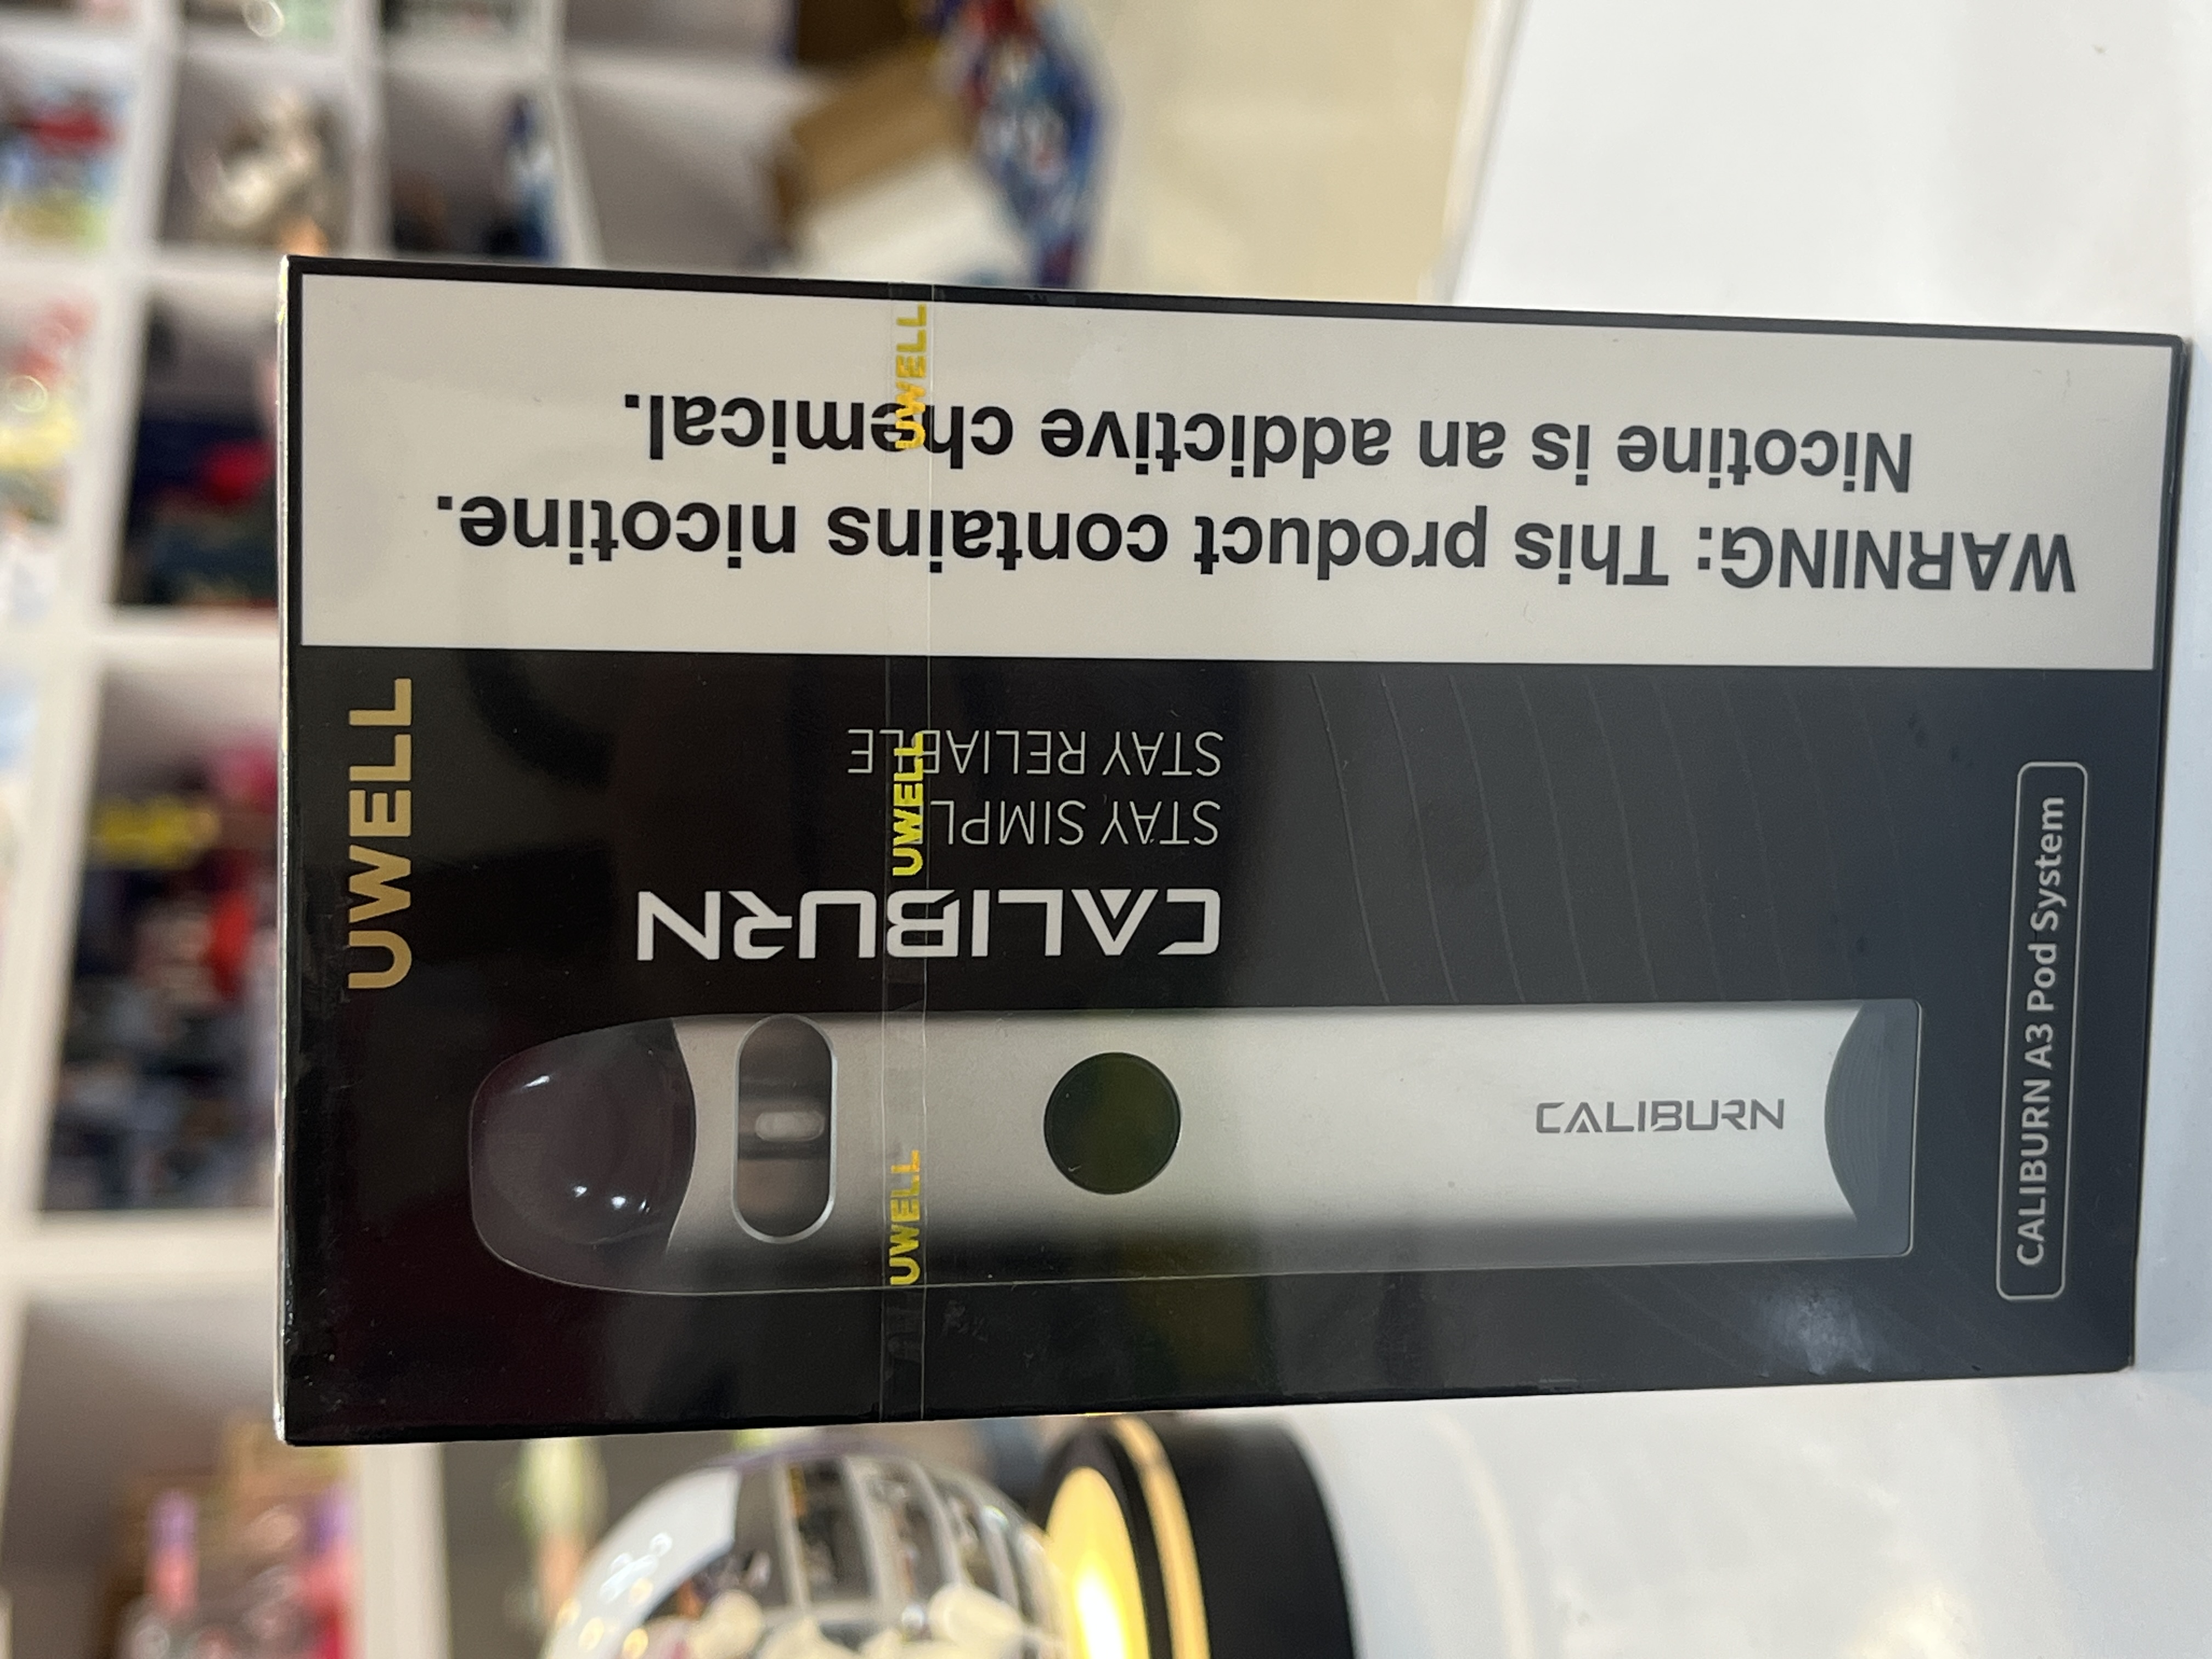 WARNING: This product contains nicotine.
Nicotine is an addictive chemical.
UWELL
CALIBURN
STAY SIMPL
STAY RELIABLE
CALIBURN
CALIBURN A3 Pod System
UWELL
UWELL
UWELL